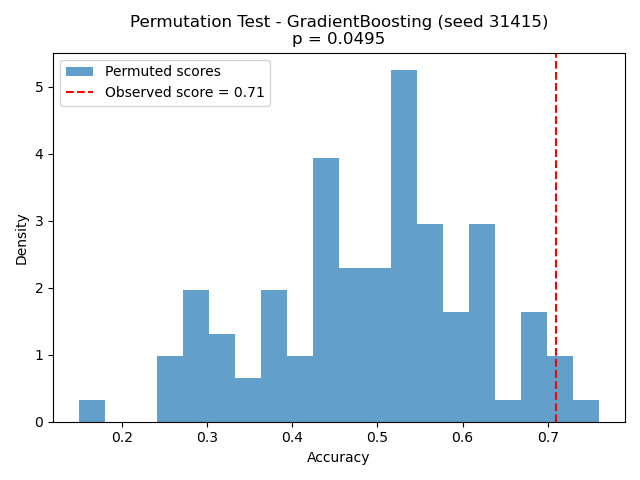 Permutation Test - GradientBoosting (seed 31415)
p = 0.0495
Permuted scores
Observed score = 0.71
Density
5
4
3
2
1
0
0.2 0.3 0.4 0.5 0.6 0.7
Accuracy